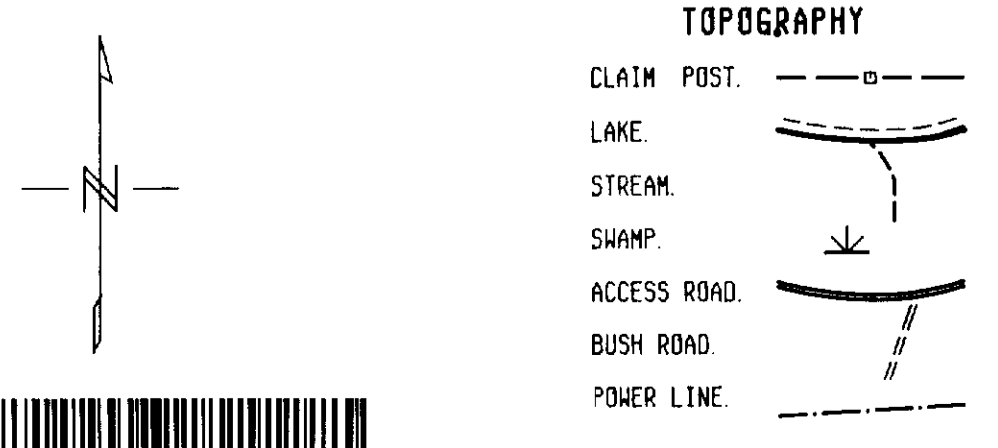 N
TOPOGRAPHY
CLAIM POST.
LAKE.
STREAM.
SWAMP.
ACCESS ROAD.
BUSH ROAD.
POWER LINE.